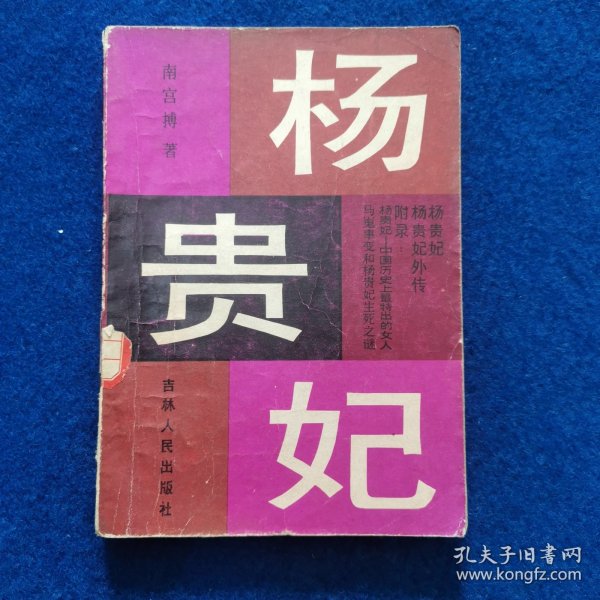 南宫搏著
杨
贵
妃
杨贵妃
杨贵妃外传
附录：
杨贵妃—中国历史上最特出的女人
马嵬事变和杨贵妃生死之谜
吉林人民出版社
孔夫子旧书网
www.kongfz.com